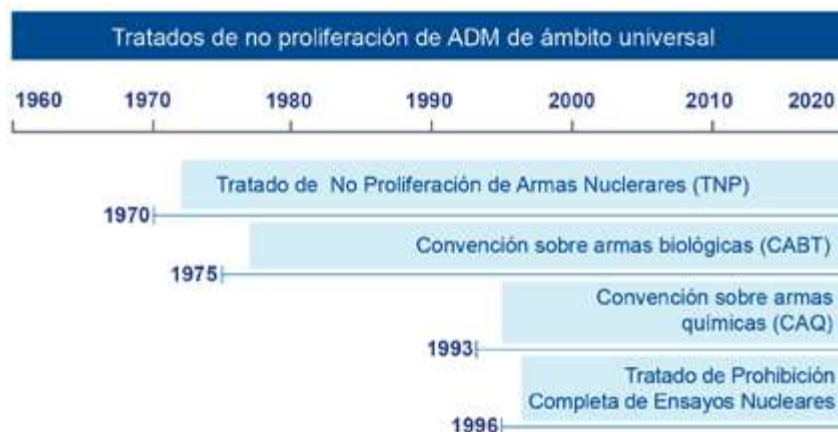 Tratados de no proliferación de ADM de ámbito universal
1960 1970 1980 1990 2000 2010 2020
Tratado de No Proliferación de Armas Nuclerares (TNP)
1970
Convención sobre armas biológicas (CABT)
1975
Convención sobre armas
químicas (CAQ)
1993
Tratado de Prohibición
Completa de Ensayos Nucleares
1996